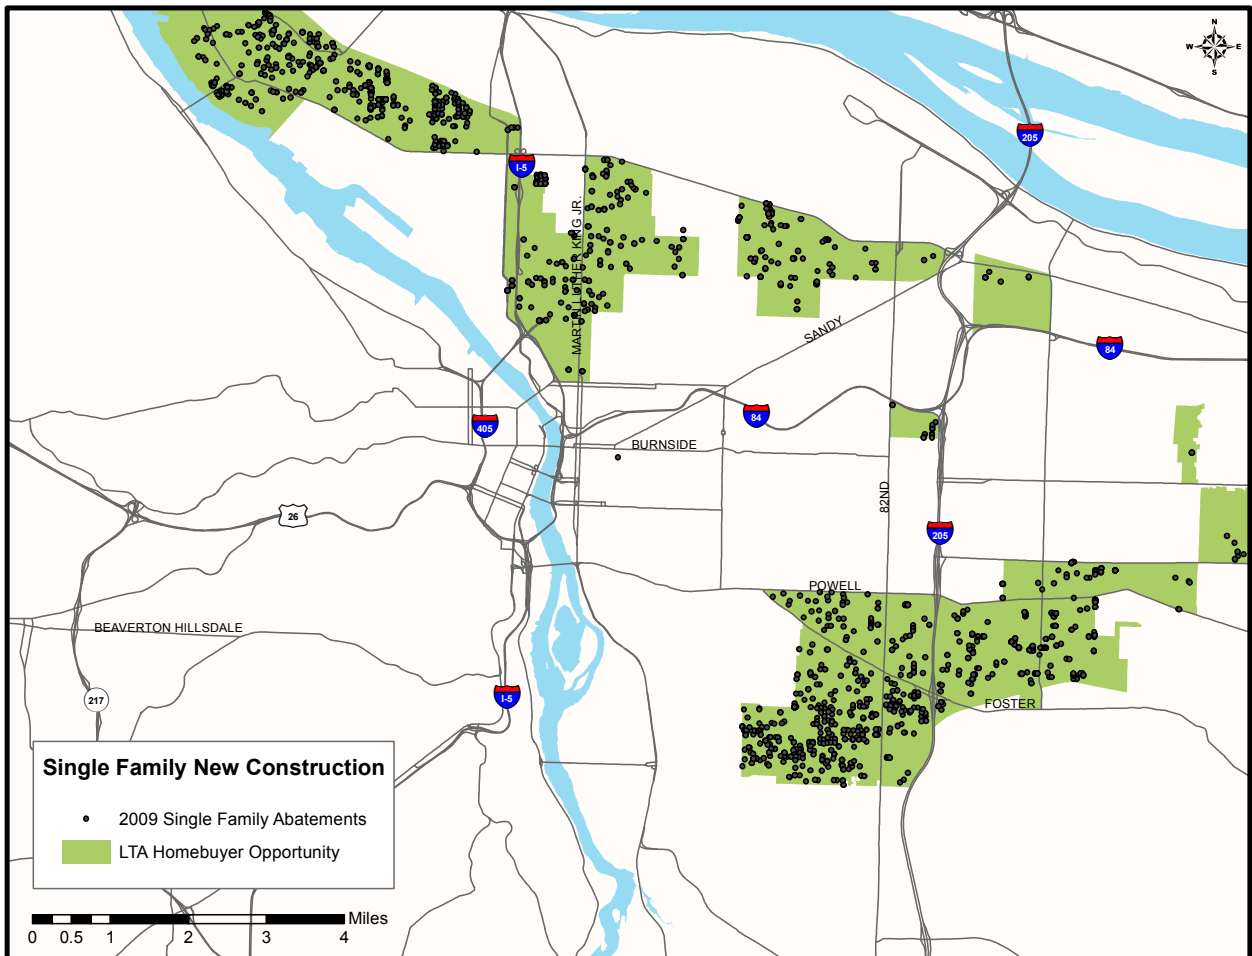 N
W E
S
205
I-5
MARTIN LUTHER KING JR.
SANDY
84
84
405
BURNSIDE
82ND
26
205
POWELL
BEAVERTON HILLSDALE
217
I-5
FOSTER
Single Family New Construction
2009 Single Family Abatements
LTA Homebuyer Opportunity
Miles
0 0.5 1 2 3 4